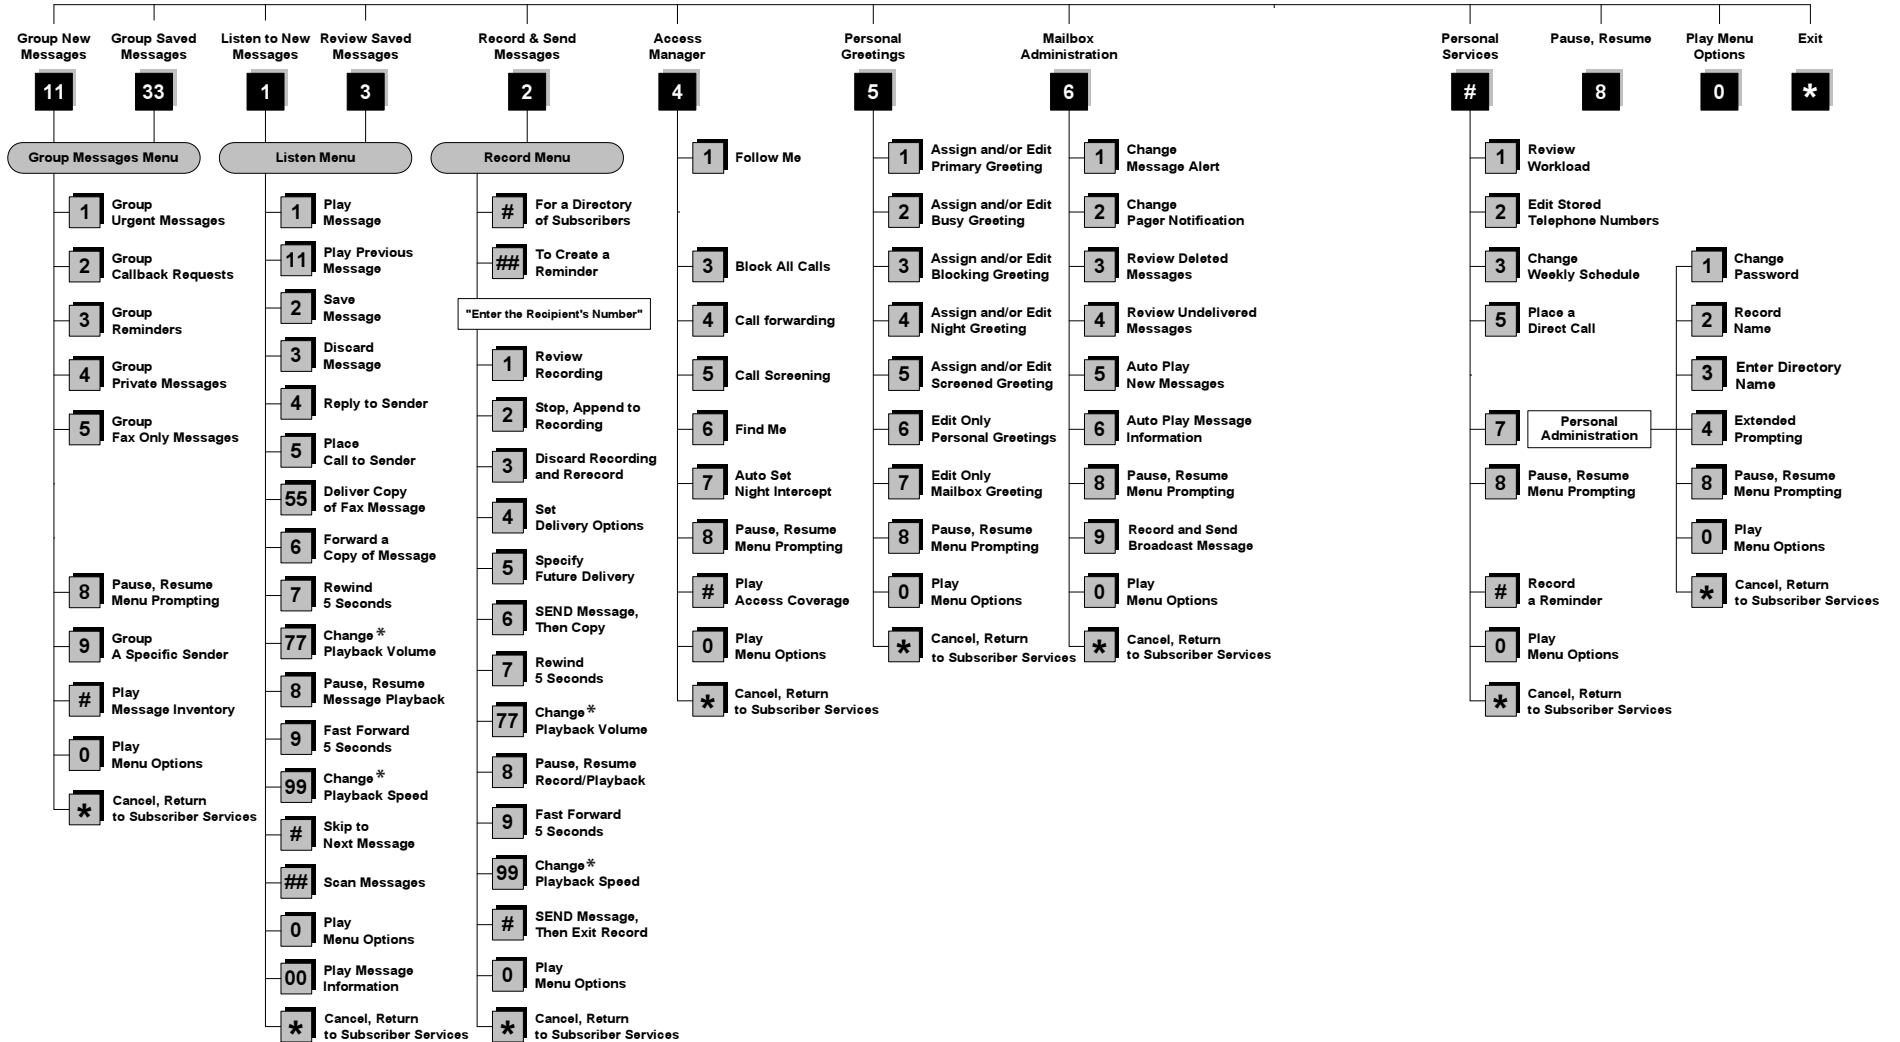 Group New
Messages
11
Group Saved
Messages
33
Listen to New
Messages
1
Review Saved
Messages
3
Record & Send
Messages
2
Access
Manager
4
Personal
Greetings
5
Mailbox
Administration
6
Personal
Services
#
Pause, Resume
8
Play Menu
Options
0
Exit
*
Group Messages Menu
1 Group
Urgent Messages
2 Group
Callback Requests
3 Group
Reminders
4 Group
Private Messages
5 Group
Fax Only Messages
8 Pause, Resume
Menu Prompting
9 Group
A Specific Sender
# Play
Message Inventory
0 Play
Menu Options
* Cancel, Return
to Subscriber Services
Listen Menu
1 Play
Message
11 Play Previous
Message
2 Save
Message
3 Discard
Message
4 Reply to Sender
5 Place
Call to Sender
55 Deliver Copy
of Fax Message
6 Forward a
Copy of Message
7 Rewind
5 Seconds
77 Change*
Playback Volume
8 Pause, Resume
Message Playback
9 Fast Forward
5 Seconds
99 Change*
Playback Speed
# Skip to
Next Message
## Scan Messages
0 Play
Menu Options
00 Play Message
Information
* Cancel, Return
to Subscriber Services
Record Menu
# For a Directory
of Subscribers
## To Create a
Reminder
"Enter the Recipient's Number"
1 Review
Recording
2 Stop, Append to
Recording
3 Discard Recording
and Rerecord
4 Set
Delivery Options
5 Specify
Future Delivery
6 SEND Message,
Then Copy
7 Rewind
5 Seconds
77 Change*
Playback Volume
8 Pause, Resume
Record/Playback
9 Fast Forward
5 Seconds
99 Change*
Playback Speed
# SEND Message,
Then Exit Record
0 Play
Menu Options
* Cancel, Return
to Subscriber Services
1 Follow Me
3 Block All Calls
4 Call forwarding
5 Call Screening
6 Find Me
7 Auto Set
Night Intercept
8 Pause, Resume
Menu Prompting
# Play
Access Coverage
0 Play
Menu Options
* Cancel, Return
to Subscriber Services
1 Assign and/or Edit
Primary Greeting
2 Assign and/or Edit
Busy Greeting
3 Assign and/or Edit
Blocking Greeting
4 Assign and/or Edit
Night Greeting
5 Assign and/or Edit
Screened Greeting
6 Edit Only
Personal Greetings
7 Edit Only
Mailbox Greeting
8 Pause, Resume
Menu Prompting
0 Play
Menu Options
* Cancel, Return
to Subscriber Services
1 Change
Message Alert
2 Change
Pager Notification
3 Review Deleted
Messages
4 Review Undelivered
Messages
5 Auto Play
New Messages
6 Auto Play Message
Information
8 Pause, Resume
Menu Prompting
9 Record and Send
Broadcast Message
0 Play
Menu Options
* Cancel, Return
to Subscriber Services
1 Review
Workload
2 Edit Stored
Telephone Numbers
3 Change
Weekly Schedule
5 Place a
Direct Call
7 Personal
Administration
8 Pause, Resume
Menu Prompting
# Record
a Reminder
0 Play
Menu Options
* Cancel, Return
to Subscriber Services
1 Change
Password
2 Record
Name
3 Enter Directory
Name
4 Extended
Prompting
8 Pause, Resume
Menu Prompting
0 Play
Menu Options
* Cancel, Return
to Subscriber Services